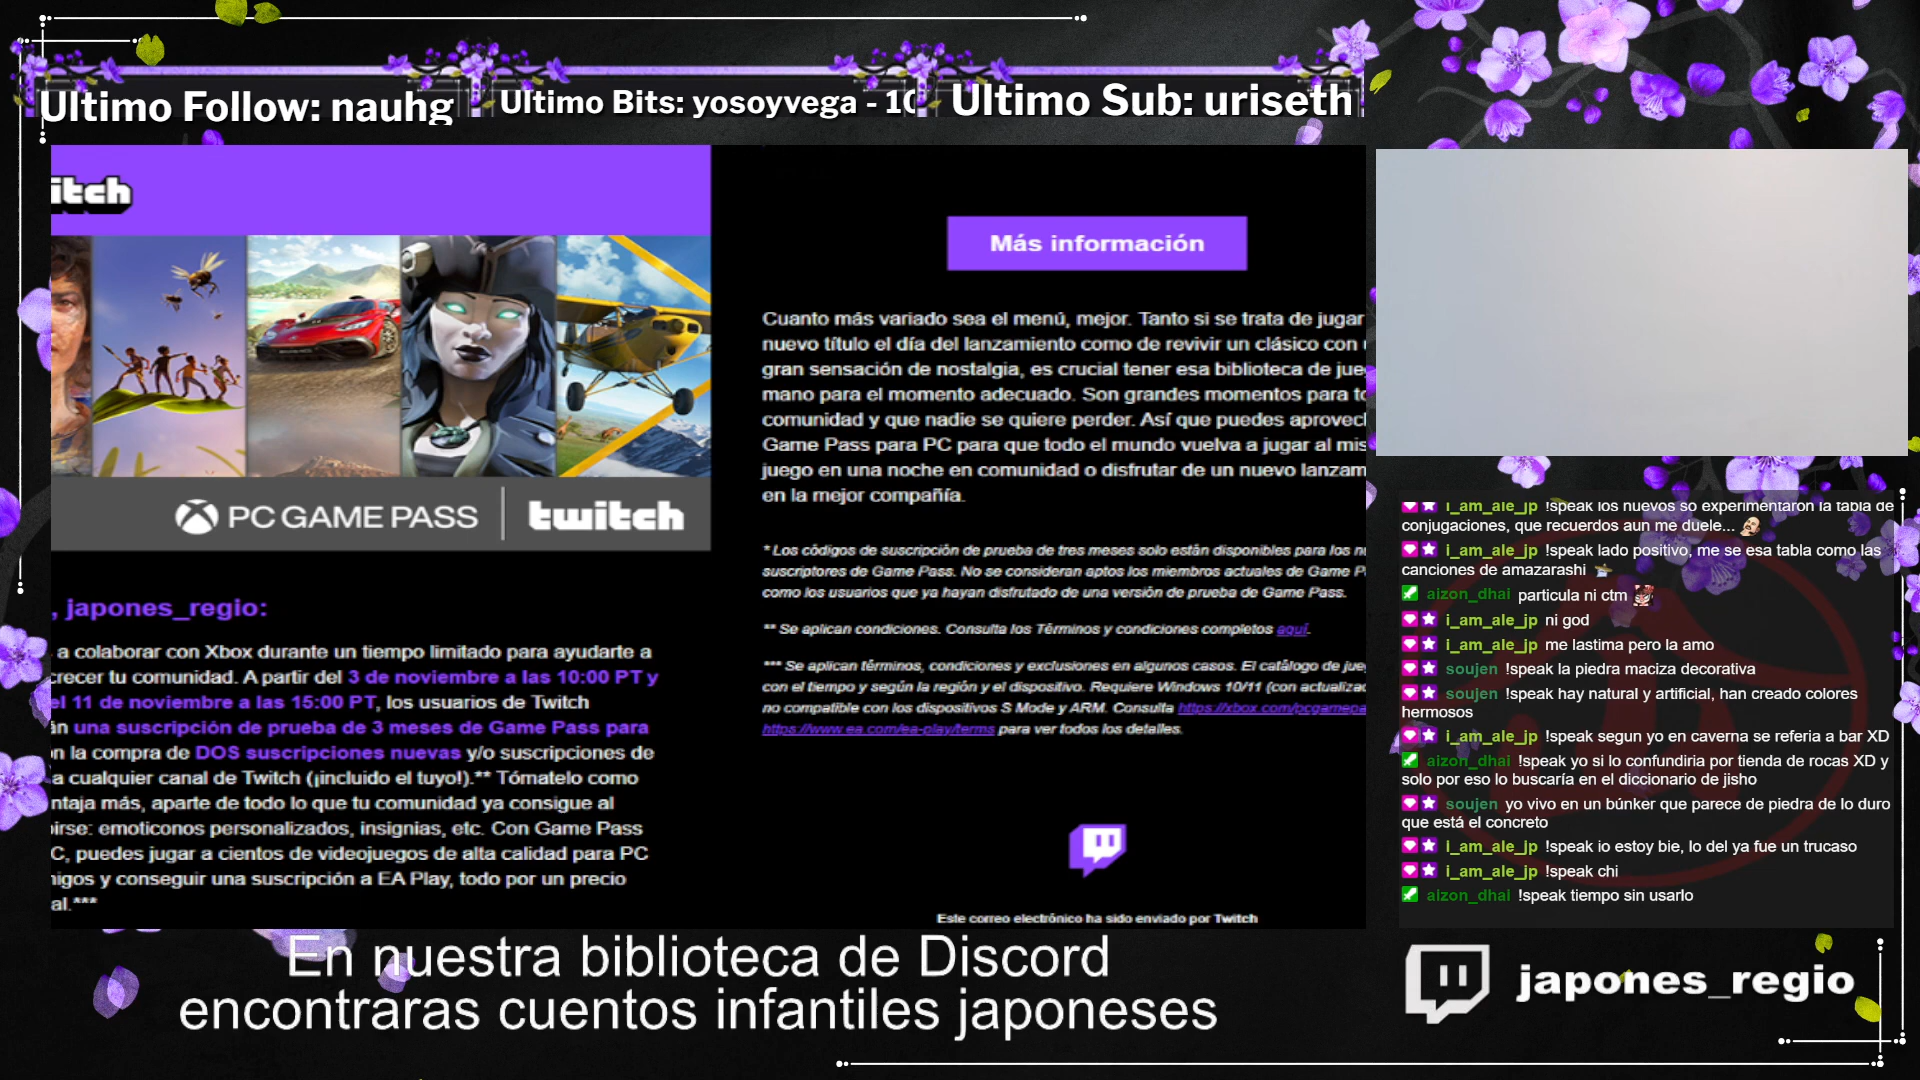 Ultimo Follow: nauhg
Ultimo Bits: yosoyvega - 10
Ultimo Sub: uriseth
itch
PC GAME PASS
twitch
, japones_regio:
a colaborar con Xbox durante un tiempo limitado para ayudarte a
crecer tu comunidad. A partir del 3 de noviembre a las 10:00 PT y
el 11 de noviembre a las 15:00 PT, los usuarios de Twitch
án una suscripción de prueba de 3 meses de Game Pass para
n la compra de DOS suscripciones nuevas y/o suscripciones de
a cualquier canal de Twitch (¡incluido el tuyo!).** Tómatelo como
ntaja más, aparte de todo lo que tu comunidad ya consigue al
birse: emoticonos personalizados, insignias, etc. Con Game Pass
C, puedes jugar a cientos de videojuegos de alta calidad para PC
nigos y conseguir una suscripción a EA Play, todo por un precio
al.***
Más información
Cuanto más variado sea el menú, mejor. Tanto si se trata de jugar
nuevo título el día del lanzamiento como de revivir un clásico con
gran sensación de nostalgia, es crucial tener esa biblioteca de jue
mano para el momento adecuado. Son grandes momentos para to
comunidad y que nadie se quiere perder. Así que puedes aprovecl
Game Pass para PC para que todo el mundo vuelva a jugar al mis
juego en una noche en comunidad o disfrutar de un nuevo lanzam
en la mejor compañía.
* Los códigos de suscripción de prueba de tres meses solo están disponibles para los nu
suscriptores de Game Pass. No se consideran aptos los miembros actuales de Game P
como los usuarios que ya hayan disfrutado de una versión de prueba de Game Pass.
** Se aplican condiciones. Consulta los Términos y condiciones completos aquí.
*** Se aplican términos, condiciones y exclusiones en algunos casos. El catálogo de jue
con el tiempo y según la región y el dispositivo. Requiere Windows 10/11 (con actualizac
no compatible con los dispositivos S Mode y ARM. Consulta https://xbox.com/pcgamepa
https://www.ea.com/ea-play/terms para ver todos los detalles.
Este correo electrónico ha sido enviado por Twitch
i_am_ale_jp !speak los nuevos so experimentaron la tabla de
conjugaciones, que recuerdos aun me duele...
i_am_ale_jp !speak lado positivo, me se esa tabla como las
canciones de amazarashi
aizon_dhai particula ni ctm
i_am_ale_jp ni god
i_am_ale_jp me lastima pero la amo
soujen !speak la piedra maciza decorativa
soujen !speak hay natural y artificial, han creado colores
hermosos
i_am_ale_jp !speak segun yo en caverna se referia a bar XD
aizon_dhai !speak yo si lo confundiria por tienda de rocas XD y
solo por eso lo buscaría en el diccionario de jisho
soujen yo vivo en un búnker que parece de piedra de lo duro
que está el concreto
i_am_ale_jp !speak io estoy bie, lo del ya fue un trucaso
i_am_ale_jp !speak chi
aizon_dhai !speak tiempo sin usarlo
En nuestra biblioteca de Discord
encontraras cuentos infantiles japoneses
japones_regio